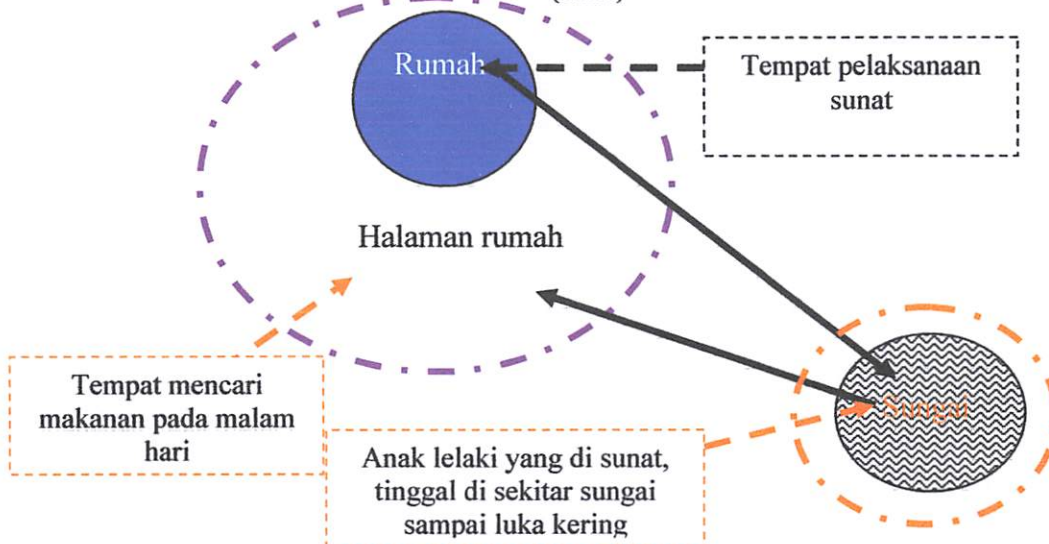 Rumah
Tempat pelaksanaan
sunat
Halaman rumah
Tempat mencari
makanan pada malam
hari
Anak lelaki yang di sunat,
tinggal di sekitar sungai
sampai luka kering
Sungai